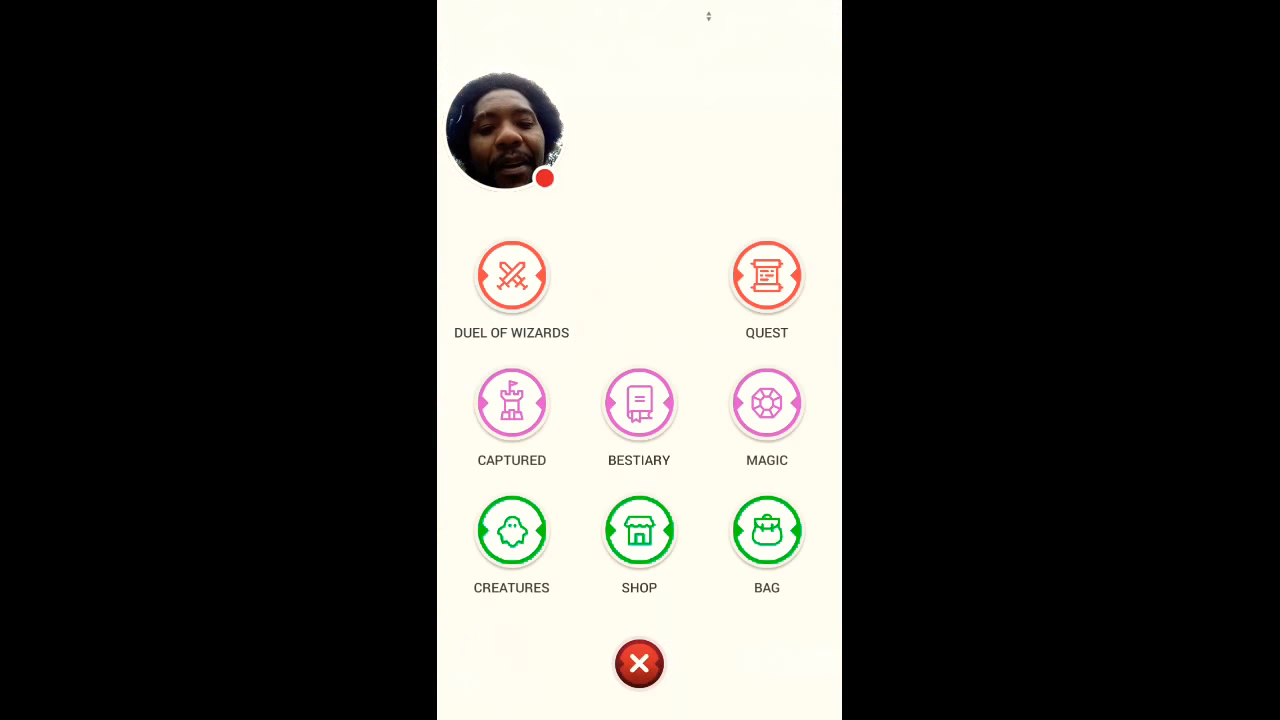 DUEL OF WIZARDS
QUEST
CAPTURED
BESTIARY
MAGIC
CREATURES
SHOP
BAG